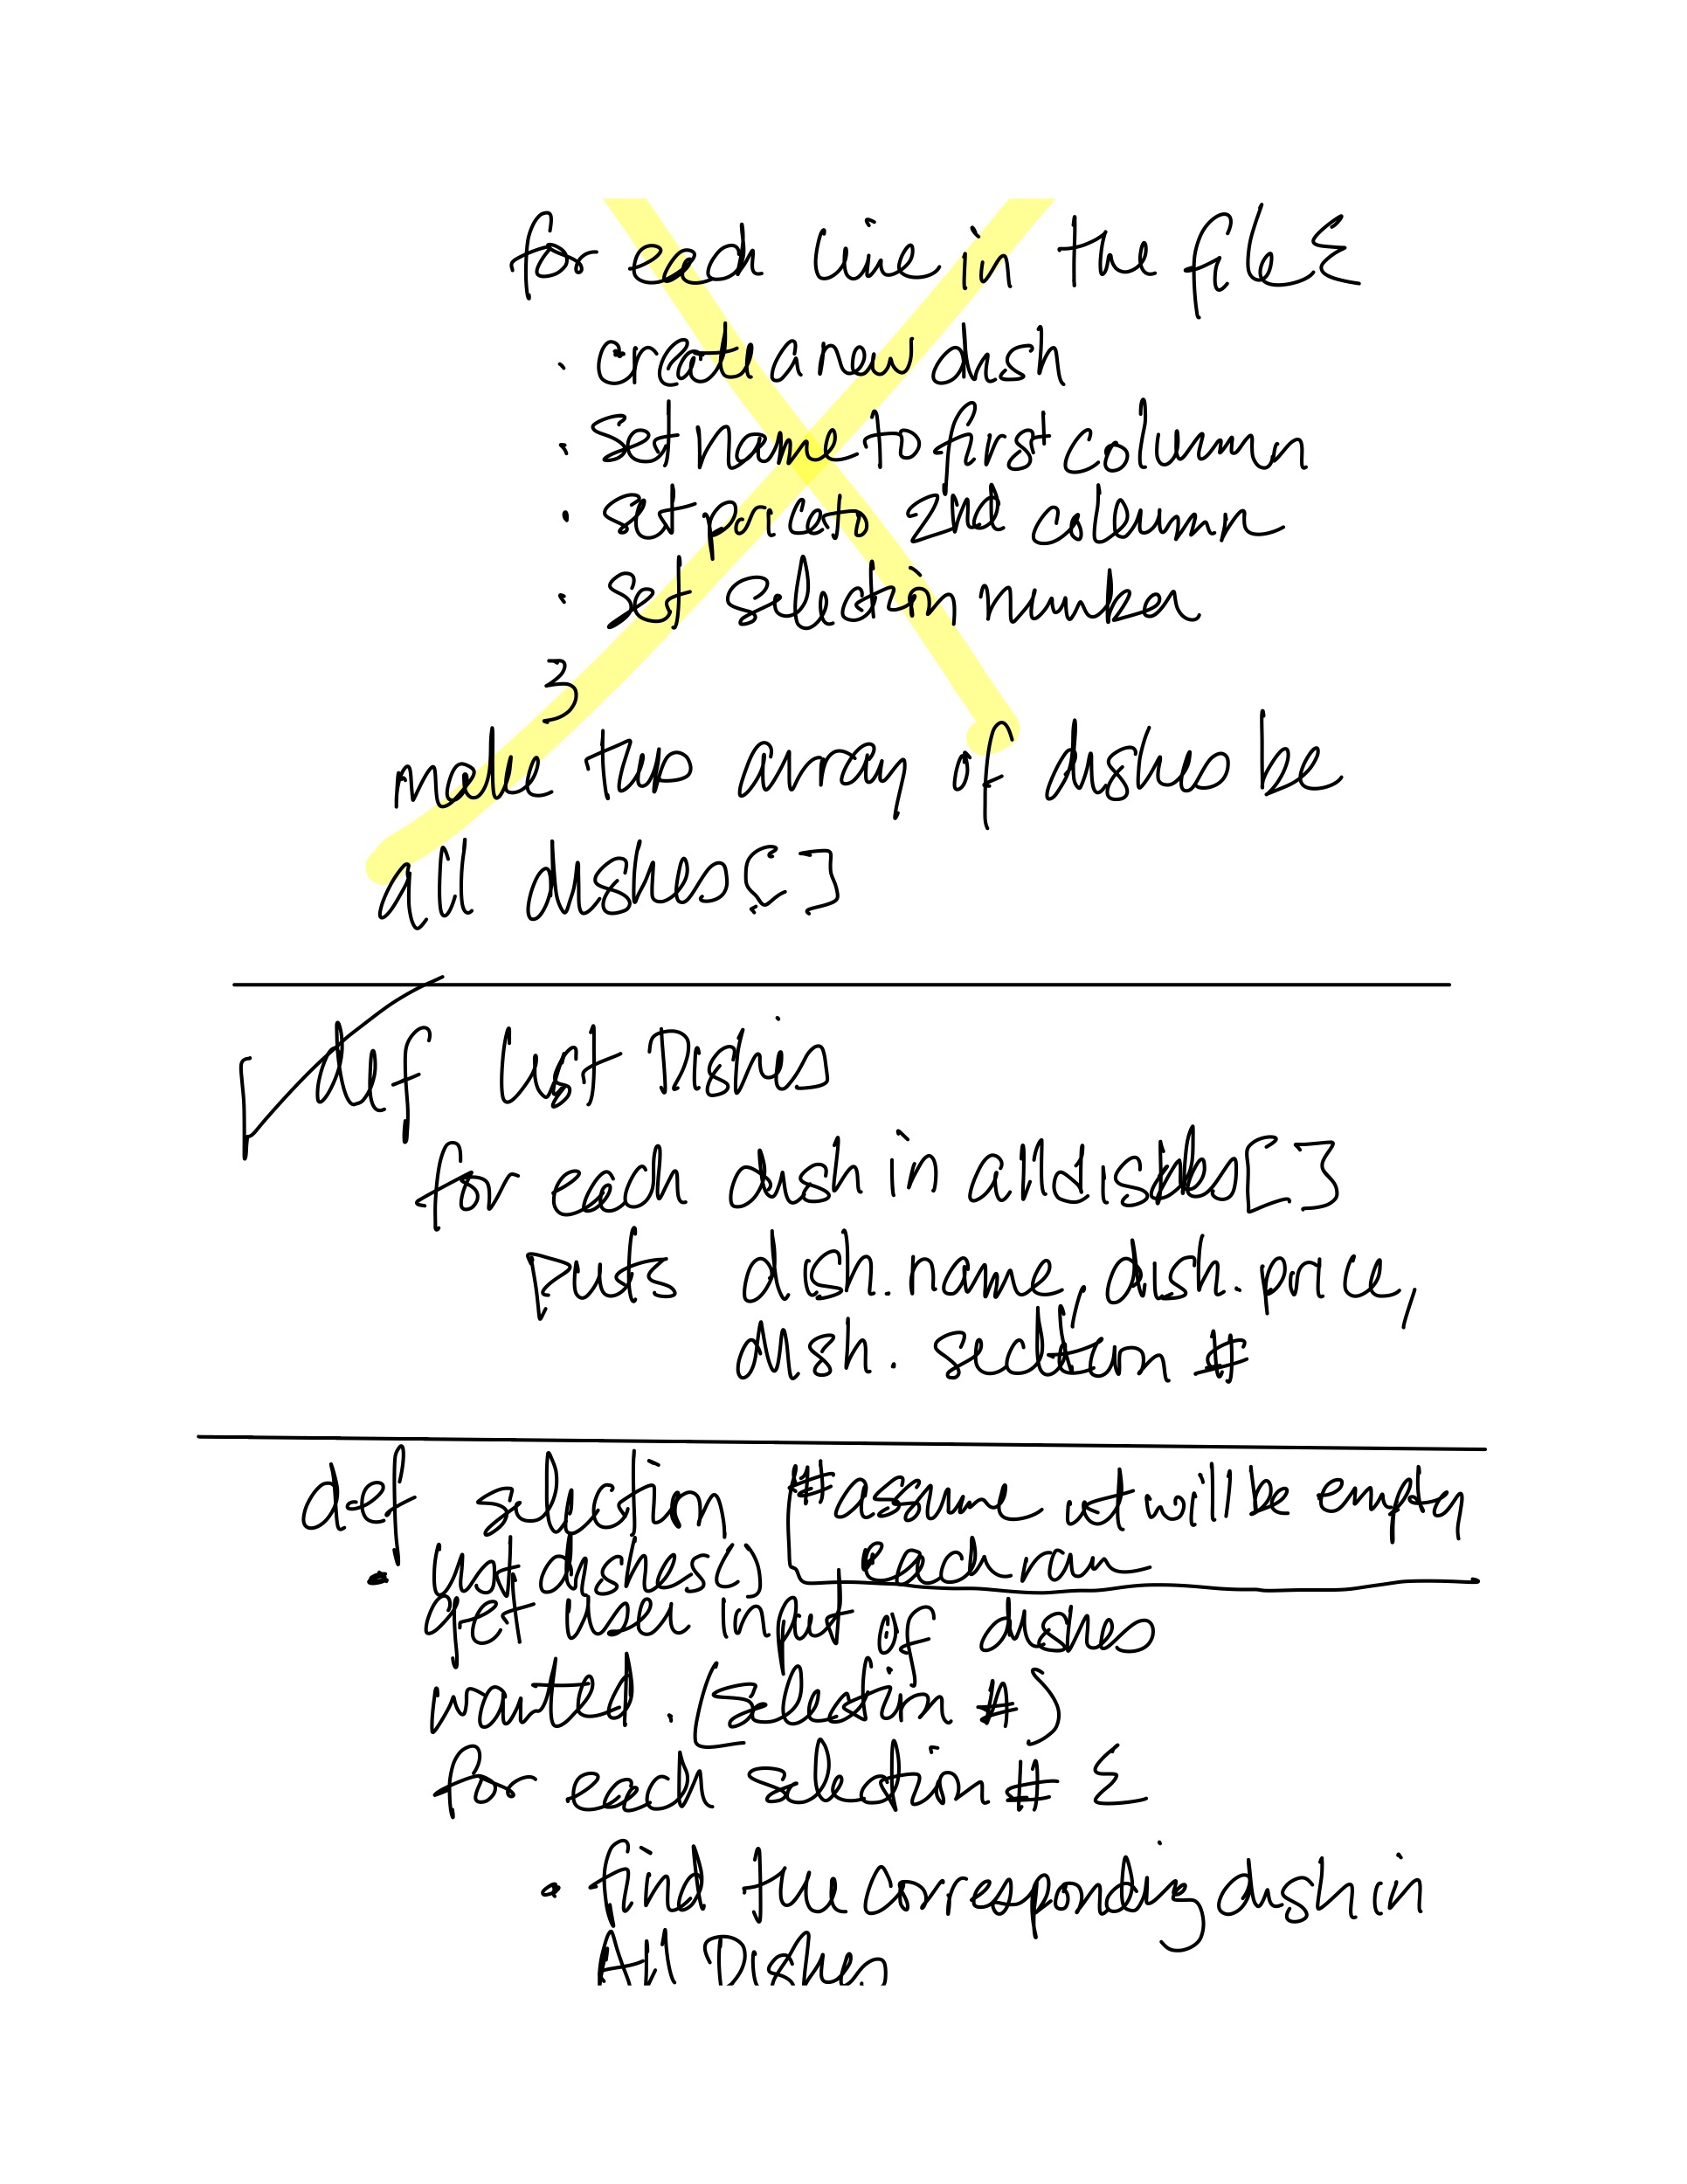 for each line in the file {
· create a new dish
· set name to first column
· set price to 2nd column
· set selection number
}
make this array of dishes be
all dishes []
def List Dishes
for each dish in alldishes []
puts dish.name, dish.price,
dish. selection #
def selection #assume it will be empty
· list dishes() each run
get user input of dishes
wanted. (selection #)
for each selection # {
· find the corresponding dish in
All Dishes